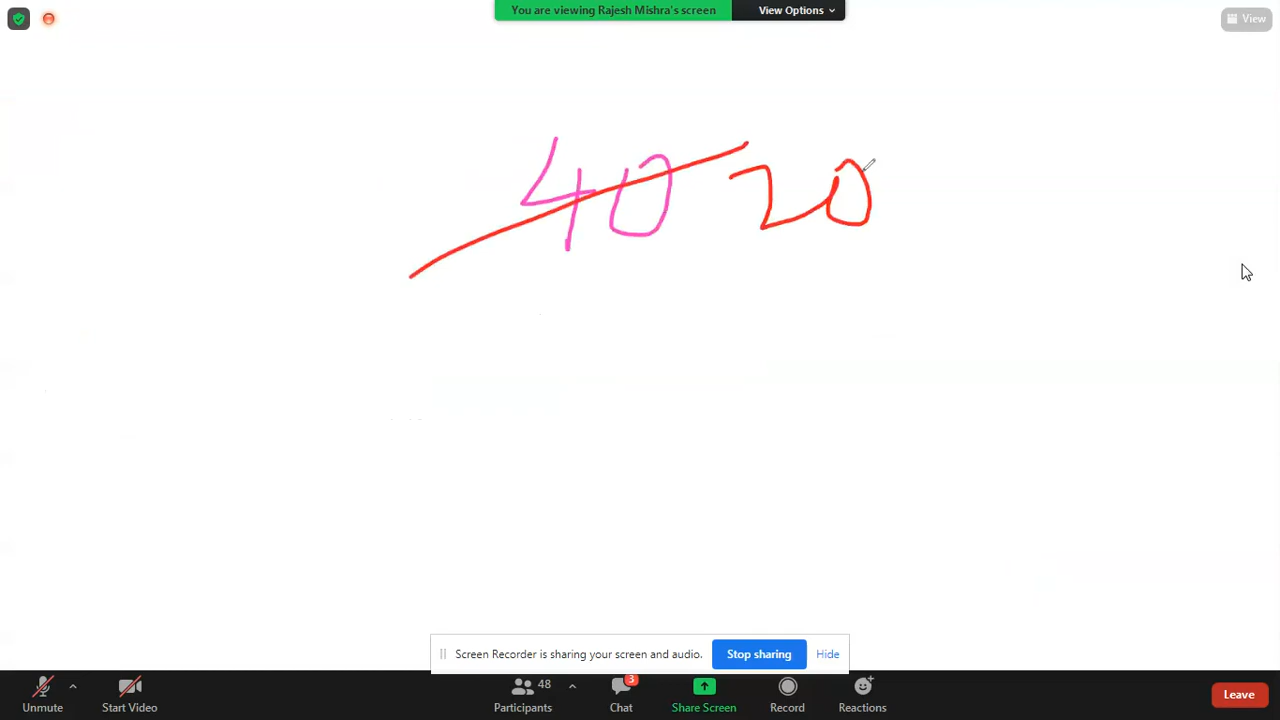 You are viewing Rajesh Mishra's screen View Options
View
40 20
Screen Recorder is sharing your screen and audio. Stop sharing Hide
48 3
Unmute Start Video Participants Chat Share Screen Record Reactions Leave